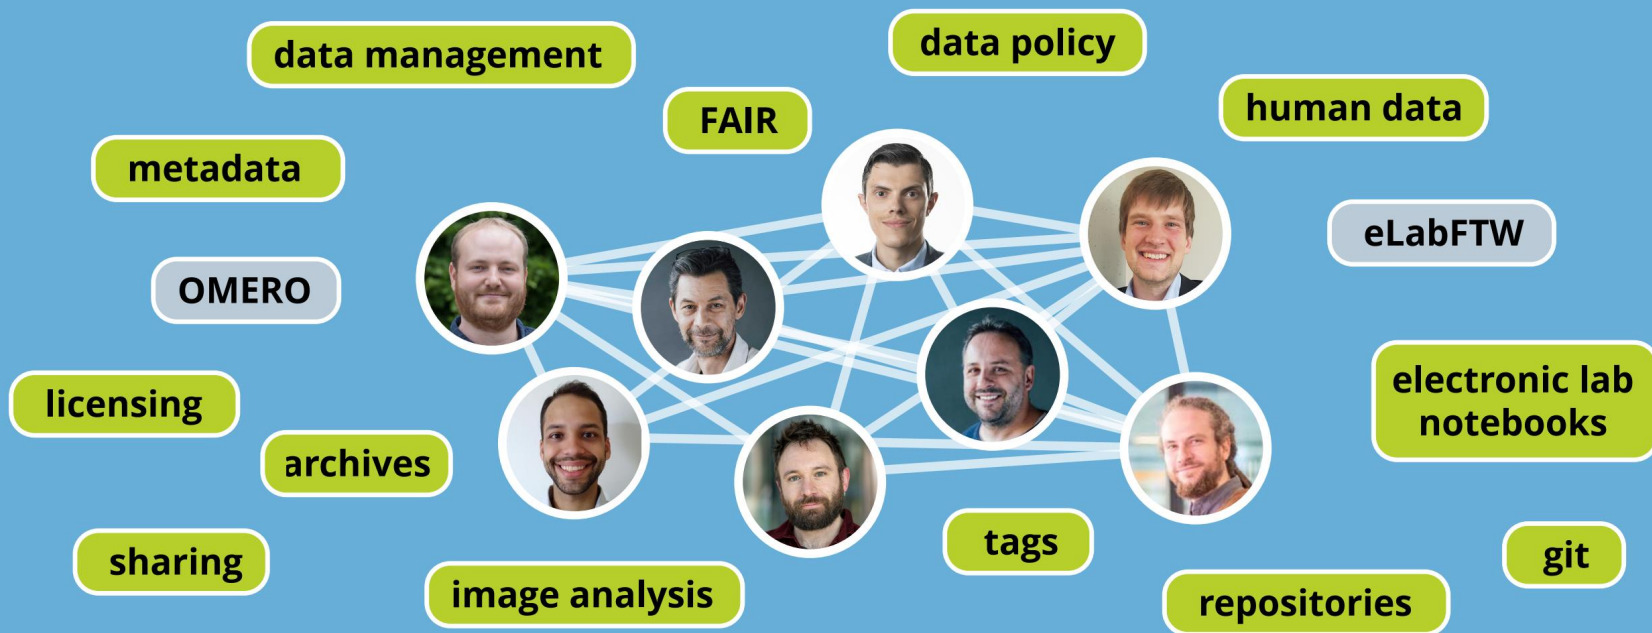 data management
data policy
FAIR
human data
metadata
eLabFTW
OMERO
licensing
electronic lab
notebooks
archives
sharing
tags
git
image analysis
repositories